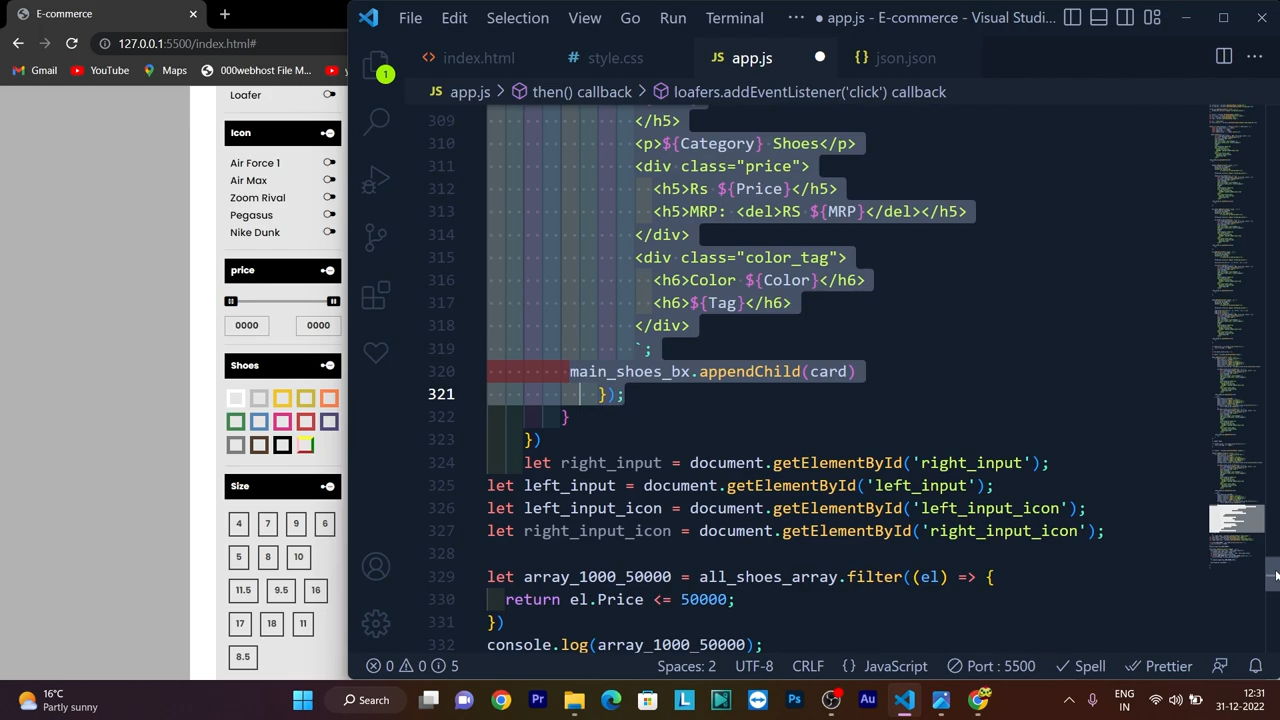 E-commerce
File Edit Selection View Go Run Terminal ··· ● app.js - E-commerce - Visual Studi...
127.0.0.1:5500/index.html#
Gmail YouTube Maps 000webhost File M...
index.html style.css JS app.js {} json.json
JS app.js > then() callback > loafers.addEventListener('click') callback
1
Loafer
Icon
Air Force 1
Air Max
Zoom Rival
Pegasus
Nike Dunk
price
0000 0000
Shoes
Size
4 7 9 6
5 8 10
11.5 9.5 16
17 18 11
8.5
309 </h5>
310 <p>${Category} Shoes</p>
311 <div class="price">
312 <h5>Rs ${Price}</h5>
313 <h5>MRP: <del>RS ${MRP}</del></h5>
314 </div>
315 <div class="color_tag">
316 <h6>Color ${Color}</h6>
317 <h6>${Tag}</h6>
318 </div>
319 `;
320 main_shoes_bx.appendChild(card)
321 });
322 }
323 })
324 right_input = document.getElementById('right_input');
325 let left_input = document.getElementById('left_input');
326 let left_input_icon = document.getElementById('left_input_icon');
327 let right_input_icon = document.getElementById('right_input_icon');
328
329 let array_1000_50000 = all_shoes_array.filter((el) => {
330 return el.Price <= 50000;
331 })
332 console.log(array_1000_50000);
0 0 5 Spaces: 2 UTF-8 CRLF {} JavaScript Port : 5500 Spell Prettier
16°C
Partly sunny
Search
ENG
IN
12:31
31-12-2022